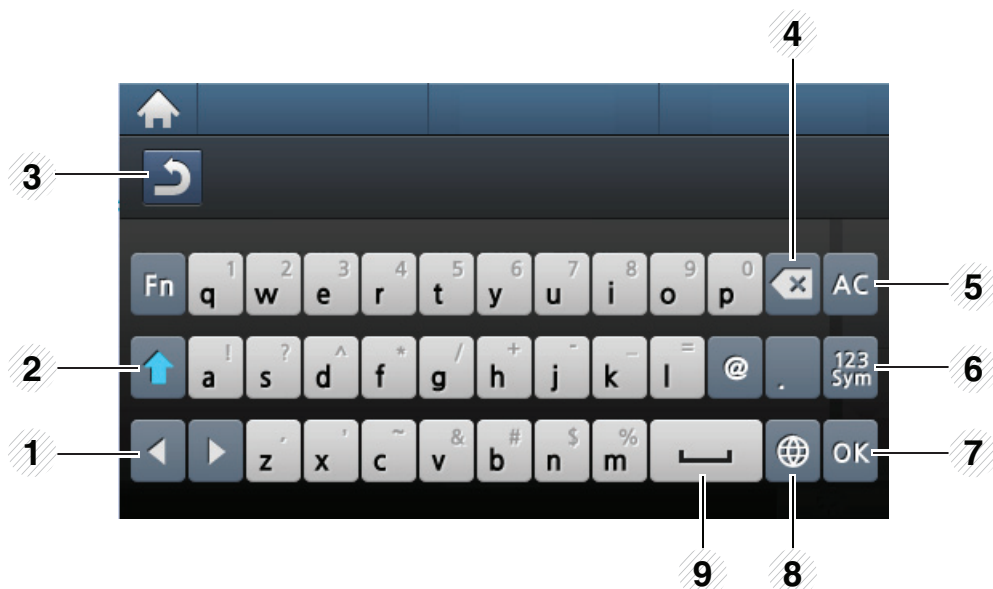 4
3
Fn 1 q 2 w 3 e 4 r 5 t 6 y 7 u 8 i 9 o 0 p AC 5
2 ! a ? s ^ d * f / g + h - j _ k = l @ . 123 Sym 6
1 ´ z ' x ~ c & v # b $ n % m OK 7
9 8